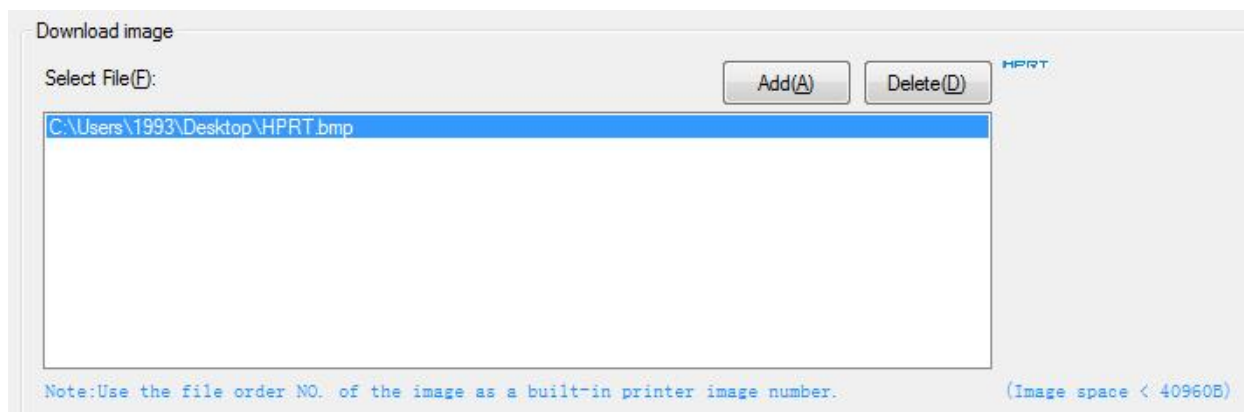 Download image
Select File(F):
Add(A)
Delete(D)
HPRT
C:\Users\1993\Desktop\HPRT.bmp
Note:Use the file order NO. of the image as a built-in printer image number.
(Image space < 40960B)